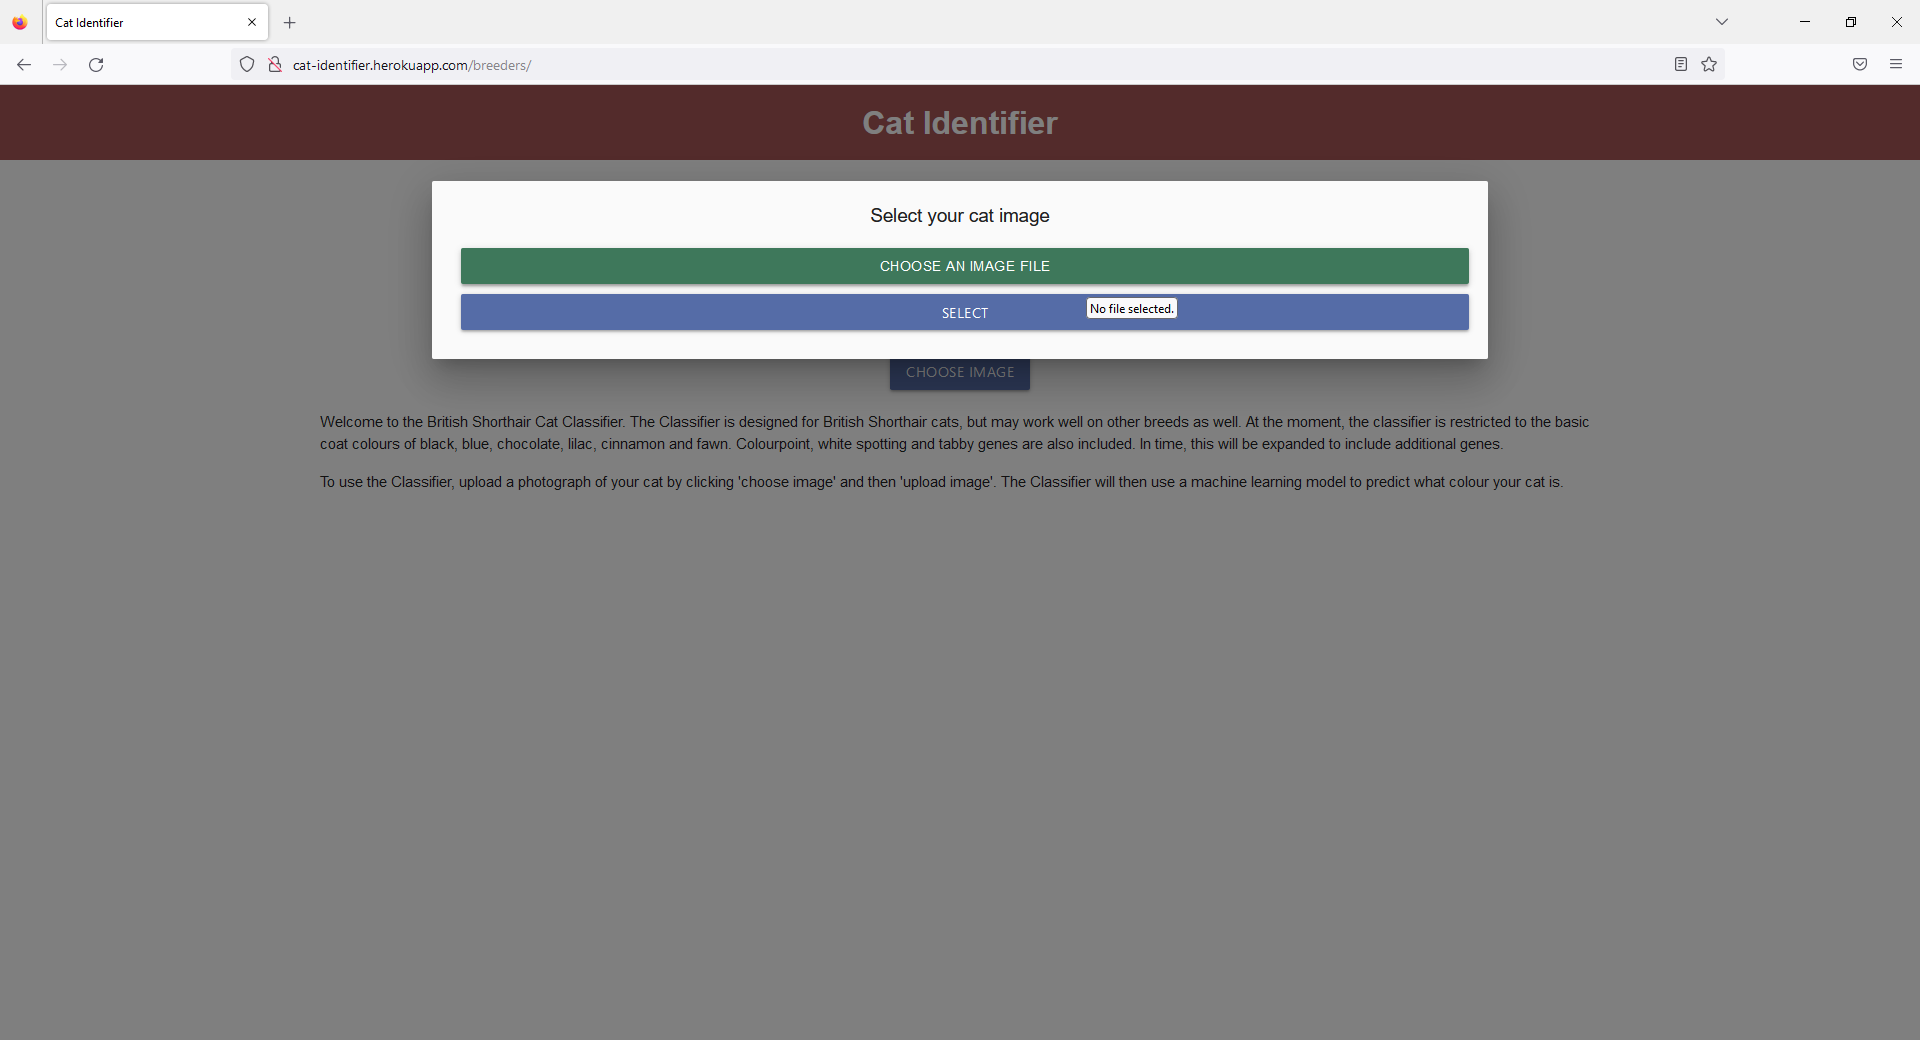 Cat Identifier
cat-identifier.herokuapp.com/breeders/
Cat Identifier
Select your cat image
CHOOSE AN IMAGE FILE
SELECT
No file selected.
CHOOSE IMAGE
Welcome to the British Shorthair Cat Classifier. The Classifier is designed for British Shorthair cats, but may work well on other breeds as well. At the moment, the classifier is restricted to the basic
coat colours of black, blue, chocolate, lilac, cinnamon and fawn. Colourpoint, white spotting and tabby genes are also included. In time, this will be expanded to include additional genes.
To use the Classifier, upload a photograph of your cat by clicking 'choose image' and then 'upload image'. The Classifier will then use a machine learning model to predict what colour your cat is.